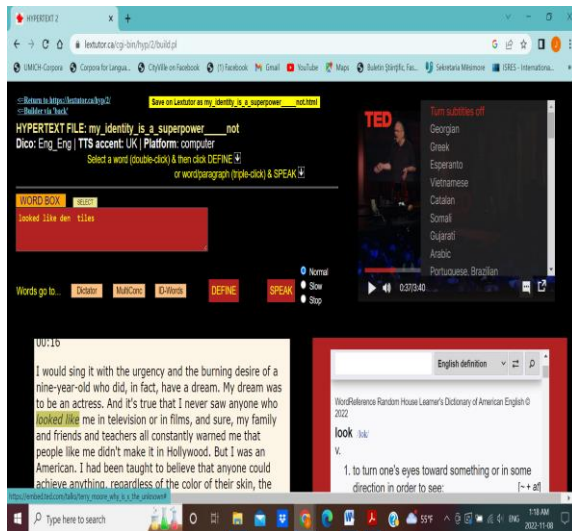 HYPERTEXT 2
lextutor.ca/cgi-bin/hyp/2/build.pl
UMICH-Corpora
Corpora for Langua...
CityVille on Facebook
(1) Facebook
Gmail
YouTube
Maps
Buletin Științific, Fas...
Sekretaria Mësimore
ISRES - Internationa...
<=Return to https://lextutor.ca/hyp/2/
<=Builder via 'back'
Save on Lextutor as my_identity_is_a_superpower____not.html
HYPERTEXT FILE: my_identity_is_a_superpower____not
Dico: Eng_Eng | TTS accent: UK | Platform: computer
Select a word (double-click) & then click DEFINE
or word/paragraph (triple-click) & SPEAK
WORD BOX
SELECT
looked like den tiles
Words go to...
Dictator
MultiConc
ID-Words
DEFINE
SPEAK
Normal
Slow
Stop
TED
Turn subtitles off
Georgian
Greek
Esperanto
Vietnamese
Catalan
Somali
Gujarati
Arabic
Portuguese, Brazilian
0:37/3:40
00:16
I would sing it with the urgency and the burning desire of a
nine-year-old who did, in fact, have a dream. My dream was
to be an actress. And it's true that I never saw anyone who
looked like me in television or in films, and sure, my family
and friends and teachers all constantly warned me that
people like me didn't make it in Hollywood. But I was an
American. I had been taught to believe that anyone could
achieve anything, regardless of the color of their skin, the
English definition
WordReference Random House Learner's Dictionary of American English ©
2022
look /lʊk/
v.
1. to turn one's eyes toward something or in some
direction in order to see:
[~ + at]
https://embed.ted.com/talks/terry_moore_why_is_x_the_unknown#
Type here to search
55°F
ENG
1:18 AM
2022-11-08